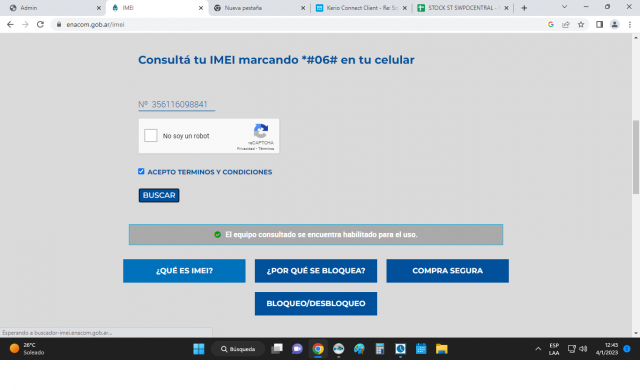 Admin
IMEI
Nueva pestaña
Kerio Connect Client - Re: So
STOCK ST SWPOCENTRAL -
enacom.gob.ar/imei
Consultá tu IMEI marcando *#06# en tu celular
Nº 356116098841
No soy un robot
reCAPTCHA
Privacidad - Términos
ACEPTO TERMINOS Y CONDICIONES
BUSCAR
El equipo consultado se encuentra habilitado para el uso.
¿QUÉ ES IMEI?
¿POR QUÉ SE BLOQUEA?
COMPRA SEGURA
BLOQUEO/DESBLOQUEO
Esperando a buscador-imei.enacom.gob.ar...
26°C
Soleado
Búsqueda
ESP
LAA
12:43
4/1/2023